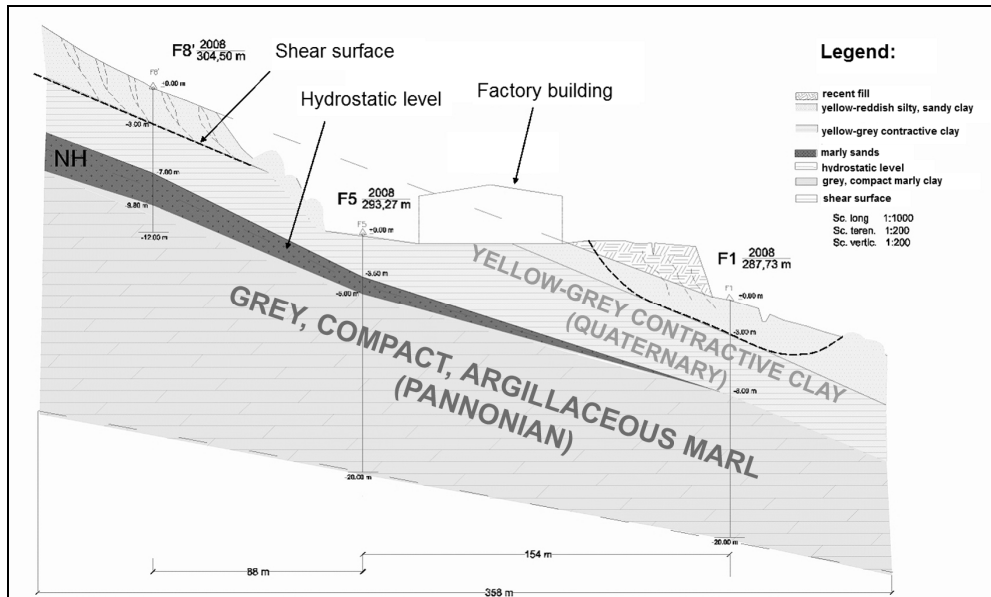 F8' 2008
304,50 m
Shear surface
Hydrostatic level
Factory building
Legend:
recent fill
yellow-reddish silty, sandy clay
yellow-grey contractive clay
marly sands
hydrostatic level
grey, compact marly clay
shear surface
Sc. long 1:1000
Sc. teren. 1:200
Sc. vertic. 1:200
F8'
±0.00 m
-3.00 m
NH
-7.00 m
-9.80 m
-12.00 m
F5 2008
293,27 m
F5
±0.00 m
-3.50 m
-5.00 m
-20.00 m
F1 2008
287,73 m
F1
±0.00 m
-3.00 m
-8.00 m
-20.00 m
YELLOW-GREY CONTRACTIVE CLAY
(QUATERNARY)
GREY, COMPACT, ARGILLACEOUS MARL
(PANNONIAN)
154 m
88 m
358 m